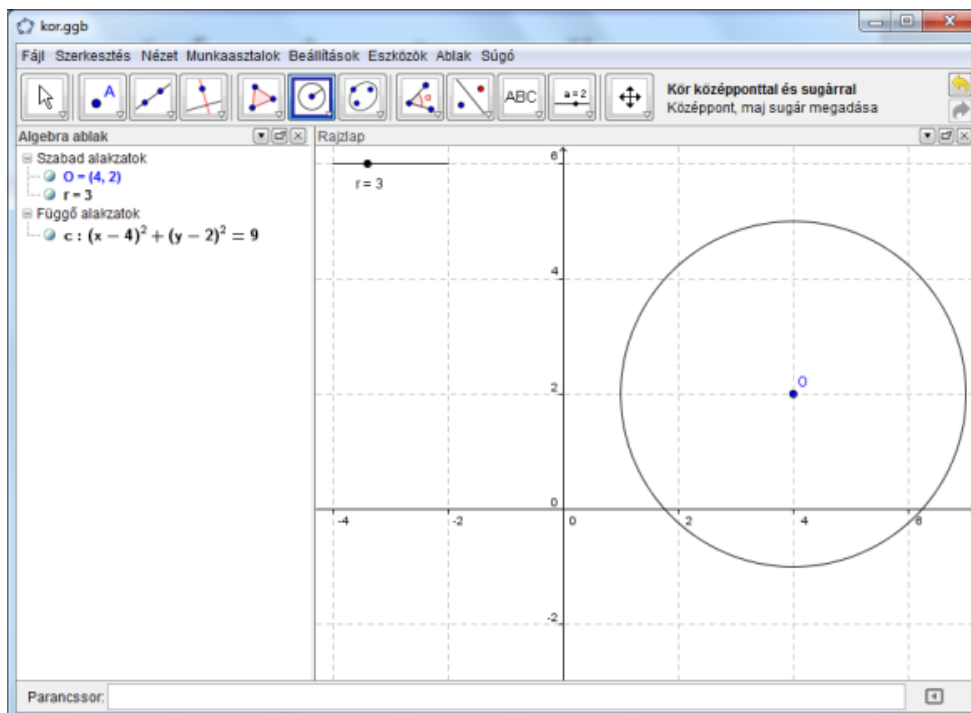 kor.ggb
Fájl Szerkesztés Nézet Munkaasztalok Beállítások Eszközök Ablak Súgó
A
ABC
a = 2
α
Kör középponttal és sugárral
Középpont, maj sugár megadása
Algebra ablak
Rajzlap
Szabad alakzatok
O = (4, 2)
r = 3
Függő alakzatok
c : (x − 4)² + (y − 2)² = 9
r = 3
6
4
2
O
0
-4 -2 0 2 4 6
-2
Parancssor: